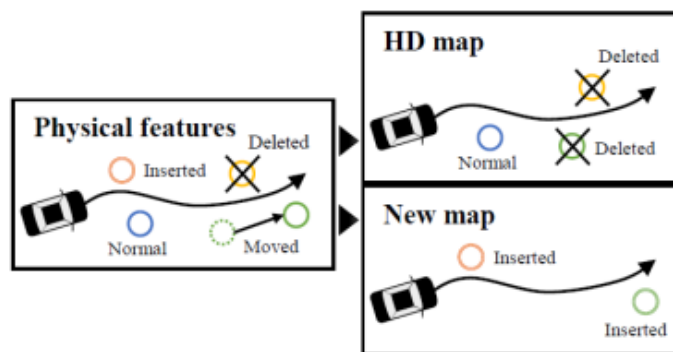 Physical features
Inserted
Deleted
Normal
Moved
HD map
Deleted
Normal
Deleted
New map
Inserted
Inserted